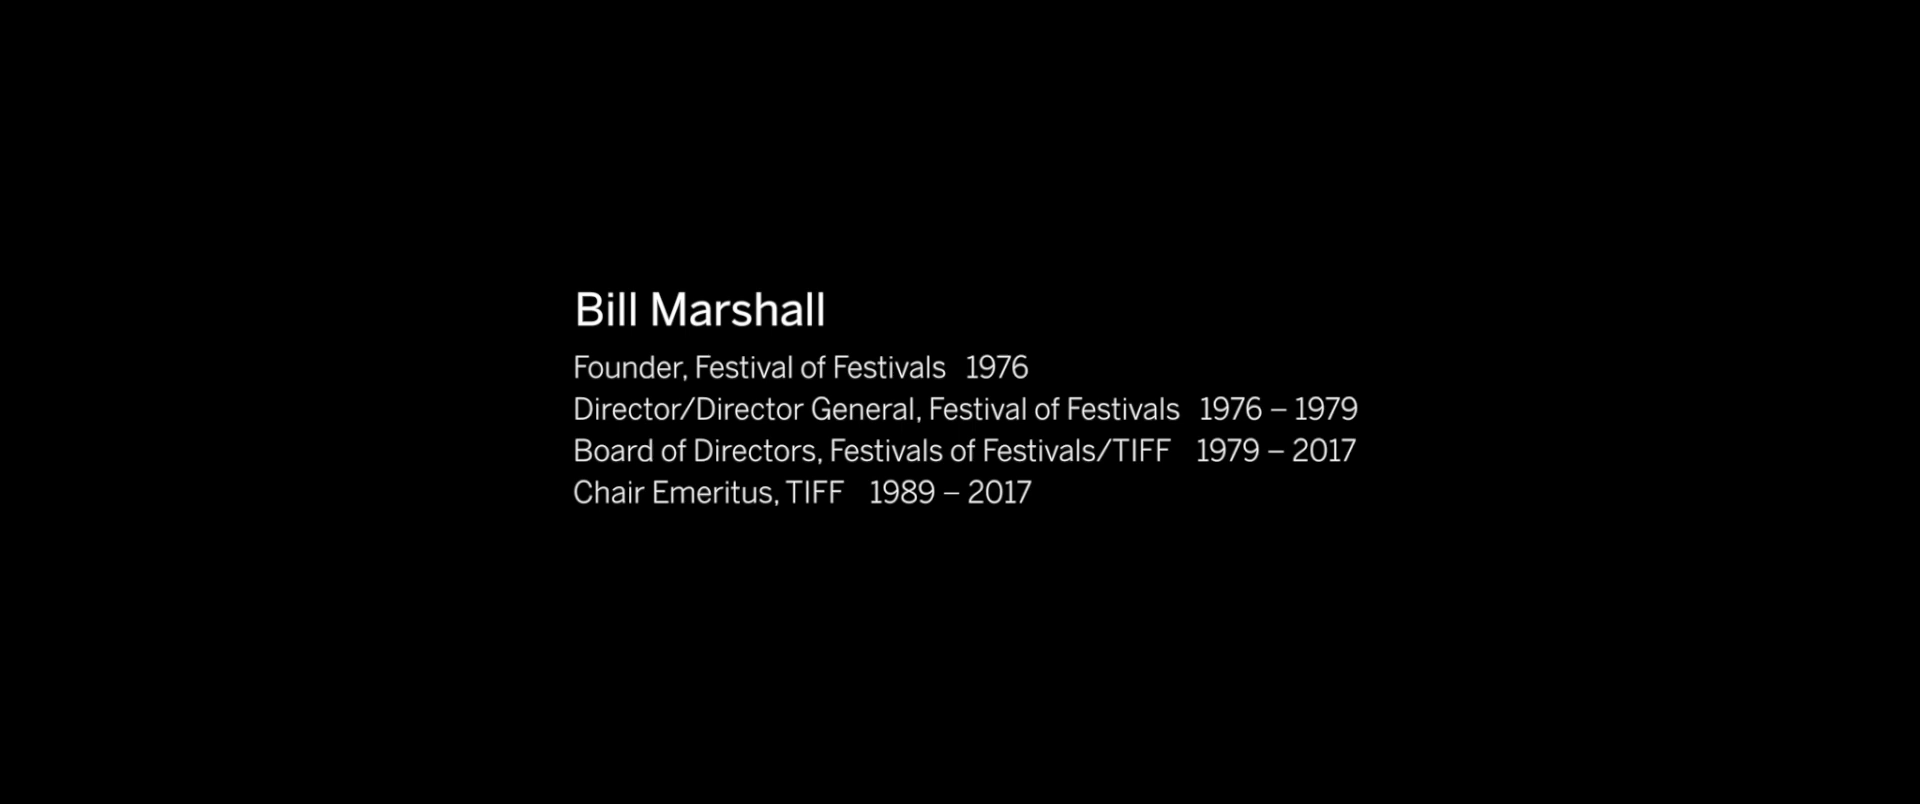 Bill Marshall
Founder, Festival of Festivals 1976
Director/Director General, Festival of Festivals 1976 – 1979
Board of Directors, Festivals of Festivals/TIFF 1979 – 2017
Chair Emeritus, TIFF 1989 – 2017